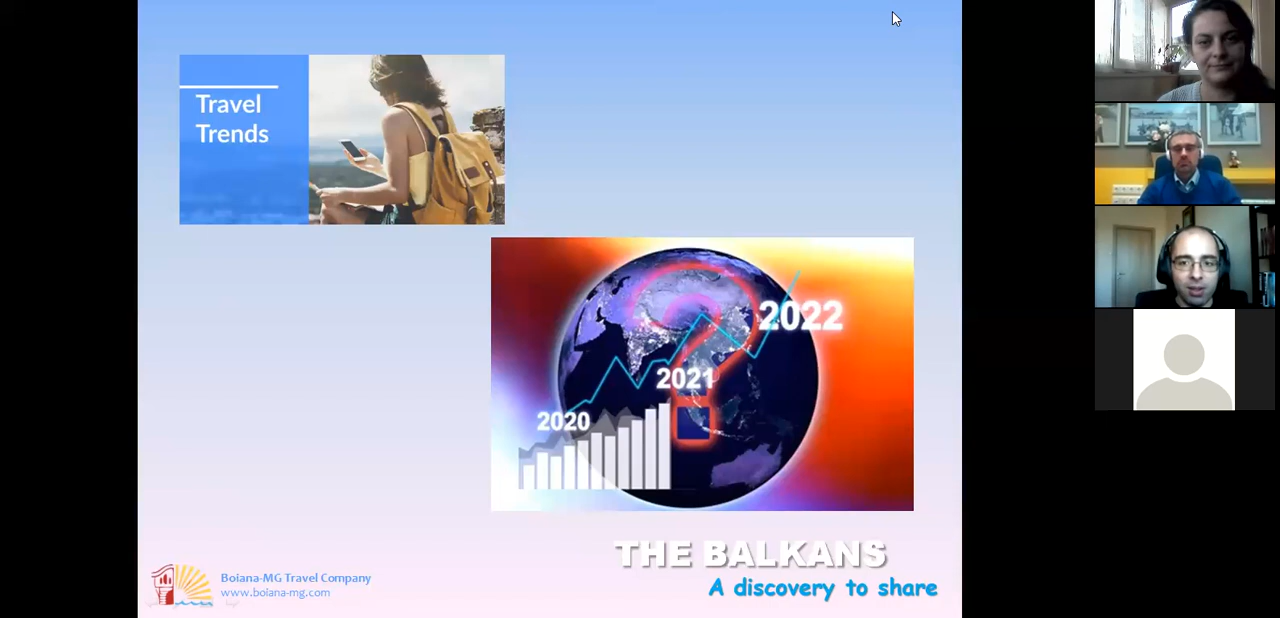 Travel
Trends
2022
2021
2020
THE BALKANS
A discovery to share
Boiana-MG Travel Company
www.boiana-mg.com